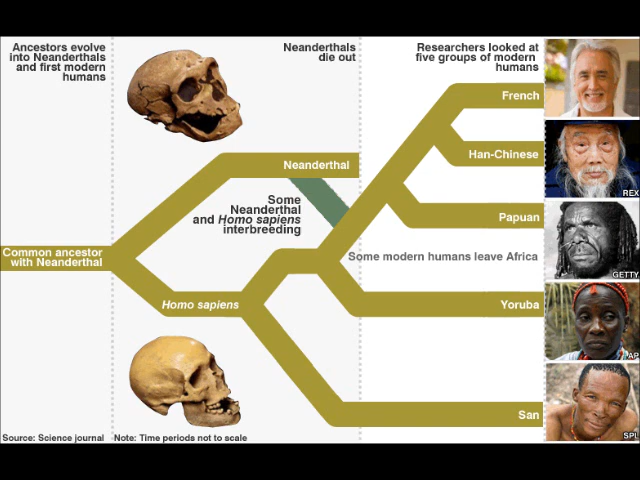 Ancestors evolve
into Neanderthals
and first modern
humans
Neanderthals
die out
Researchers looked at
five groups of modern
humans
French
Han-Chinese
REX
Neanderthal
Some
Neanderthal
and Homo sapiens
interbreeding
Papuan
Common ancestor
with Neanderthal
Some modern humans leave Africa
GETTY
Homo sapiens
Yoruba
AP
San
SPL
Source: Science journal
Note: Time periods not to scale